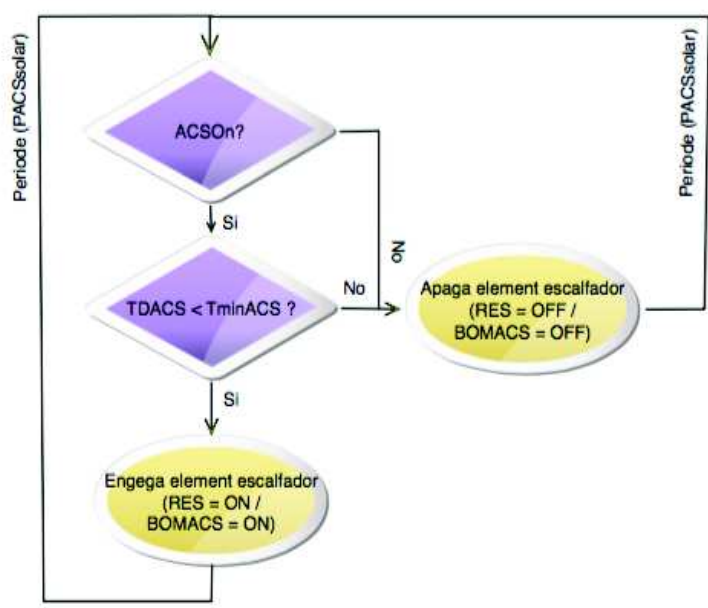 Periode (PACSsolar)
Periode (PACSsolar)
ACSOn?
Si
No
TDACS < TminACS ?
No
Apaga element escalfador
(RES = OFF /
BOMACS = OFF)
Si
Engega element escalfador
(RES = ON /
BOMACS = ON)